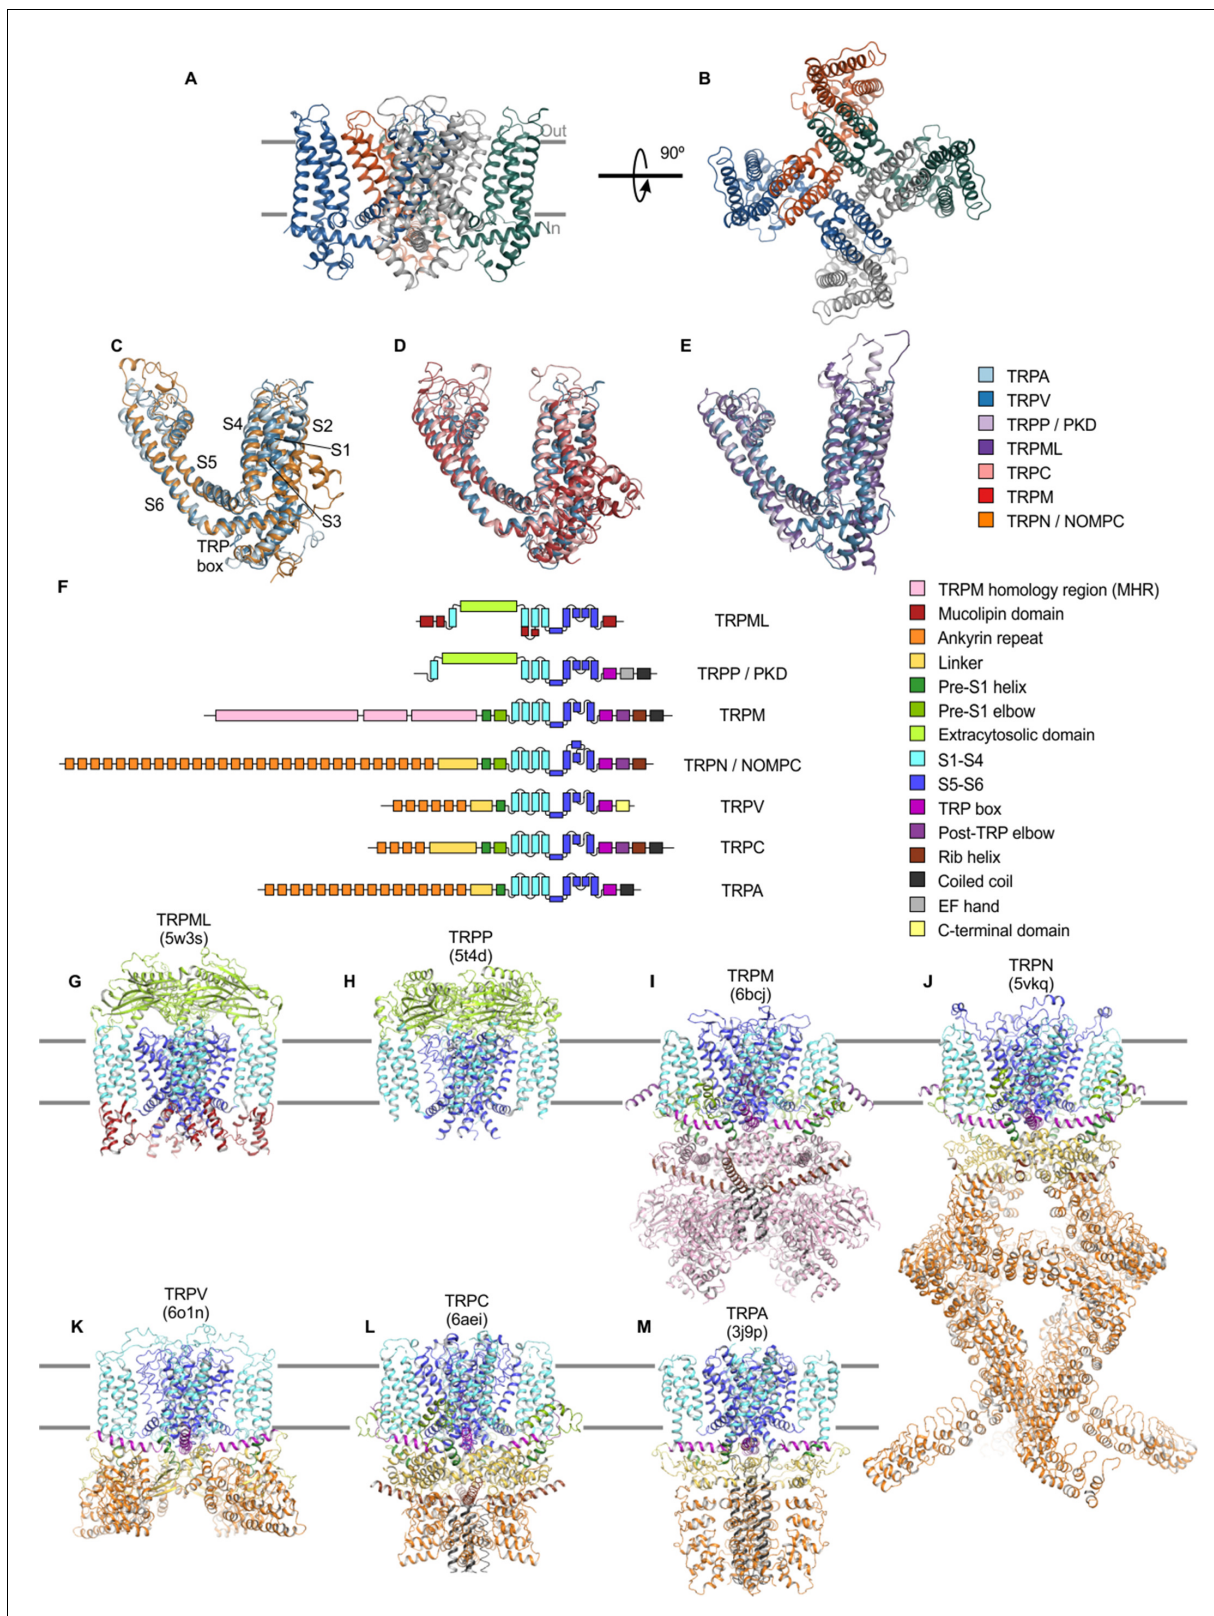 A
B
Out
In
90º
C
D
E
S4
S2
S1
S5
S6
S3
TRP
box
TRPA
TRPV
TRPP / PKD
TRPML
TRPC
TRPM
TRPN / NOMPC
F
TRPML
TRPP / PKD
TRPM
TRPN / NOMPC
TRPV
TRPC
TRPA
TRPM homology region (MHR)
Mucolipin domain
Ankyrin repeat
Linker
Pre-S1 helix
Pre-S1 elbow
Extracytosolic domain
S1-S4
S5-S6
TRP box
Post-TRP elbow
Rib helix
Coiled coil
EF hand
C-terminal domain
G
TRPML
(5w3s)
H
TRPP
(5t4d)
I
TRPM
(6bcj)
J
TRPN
(5vkq)
K
TRPV
(6o1n)
L
TRPC
(6aei)
M
TRPA
(3j9p)